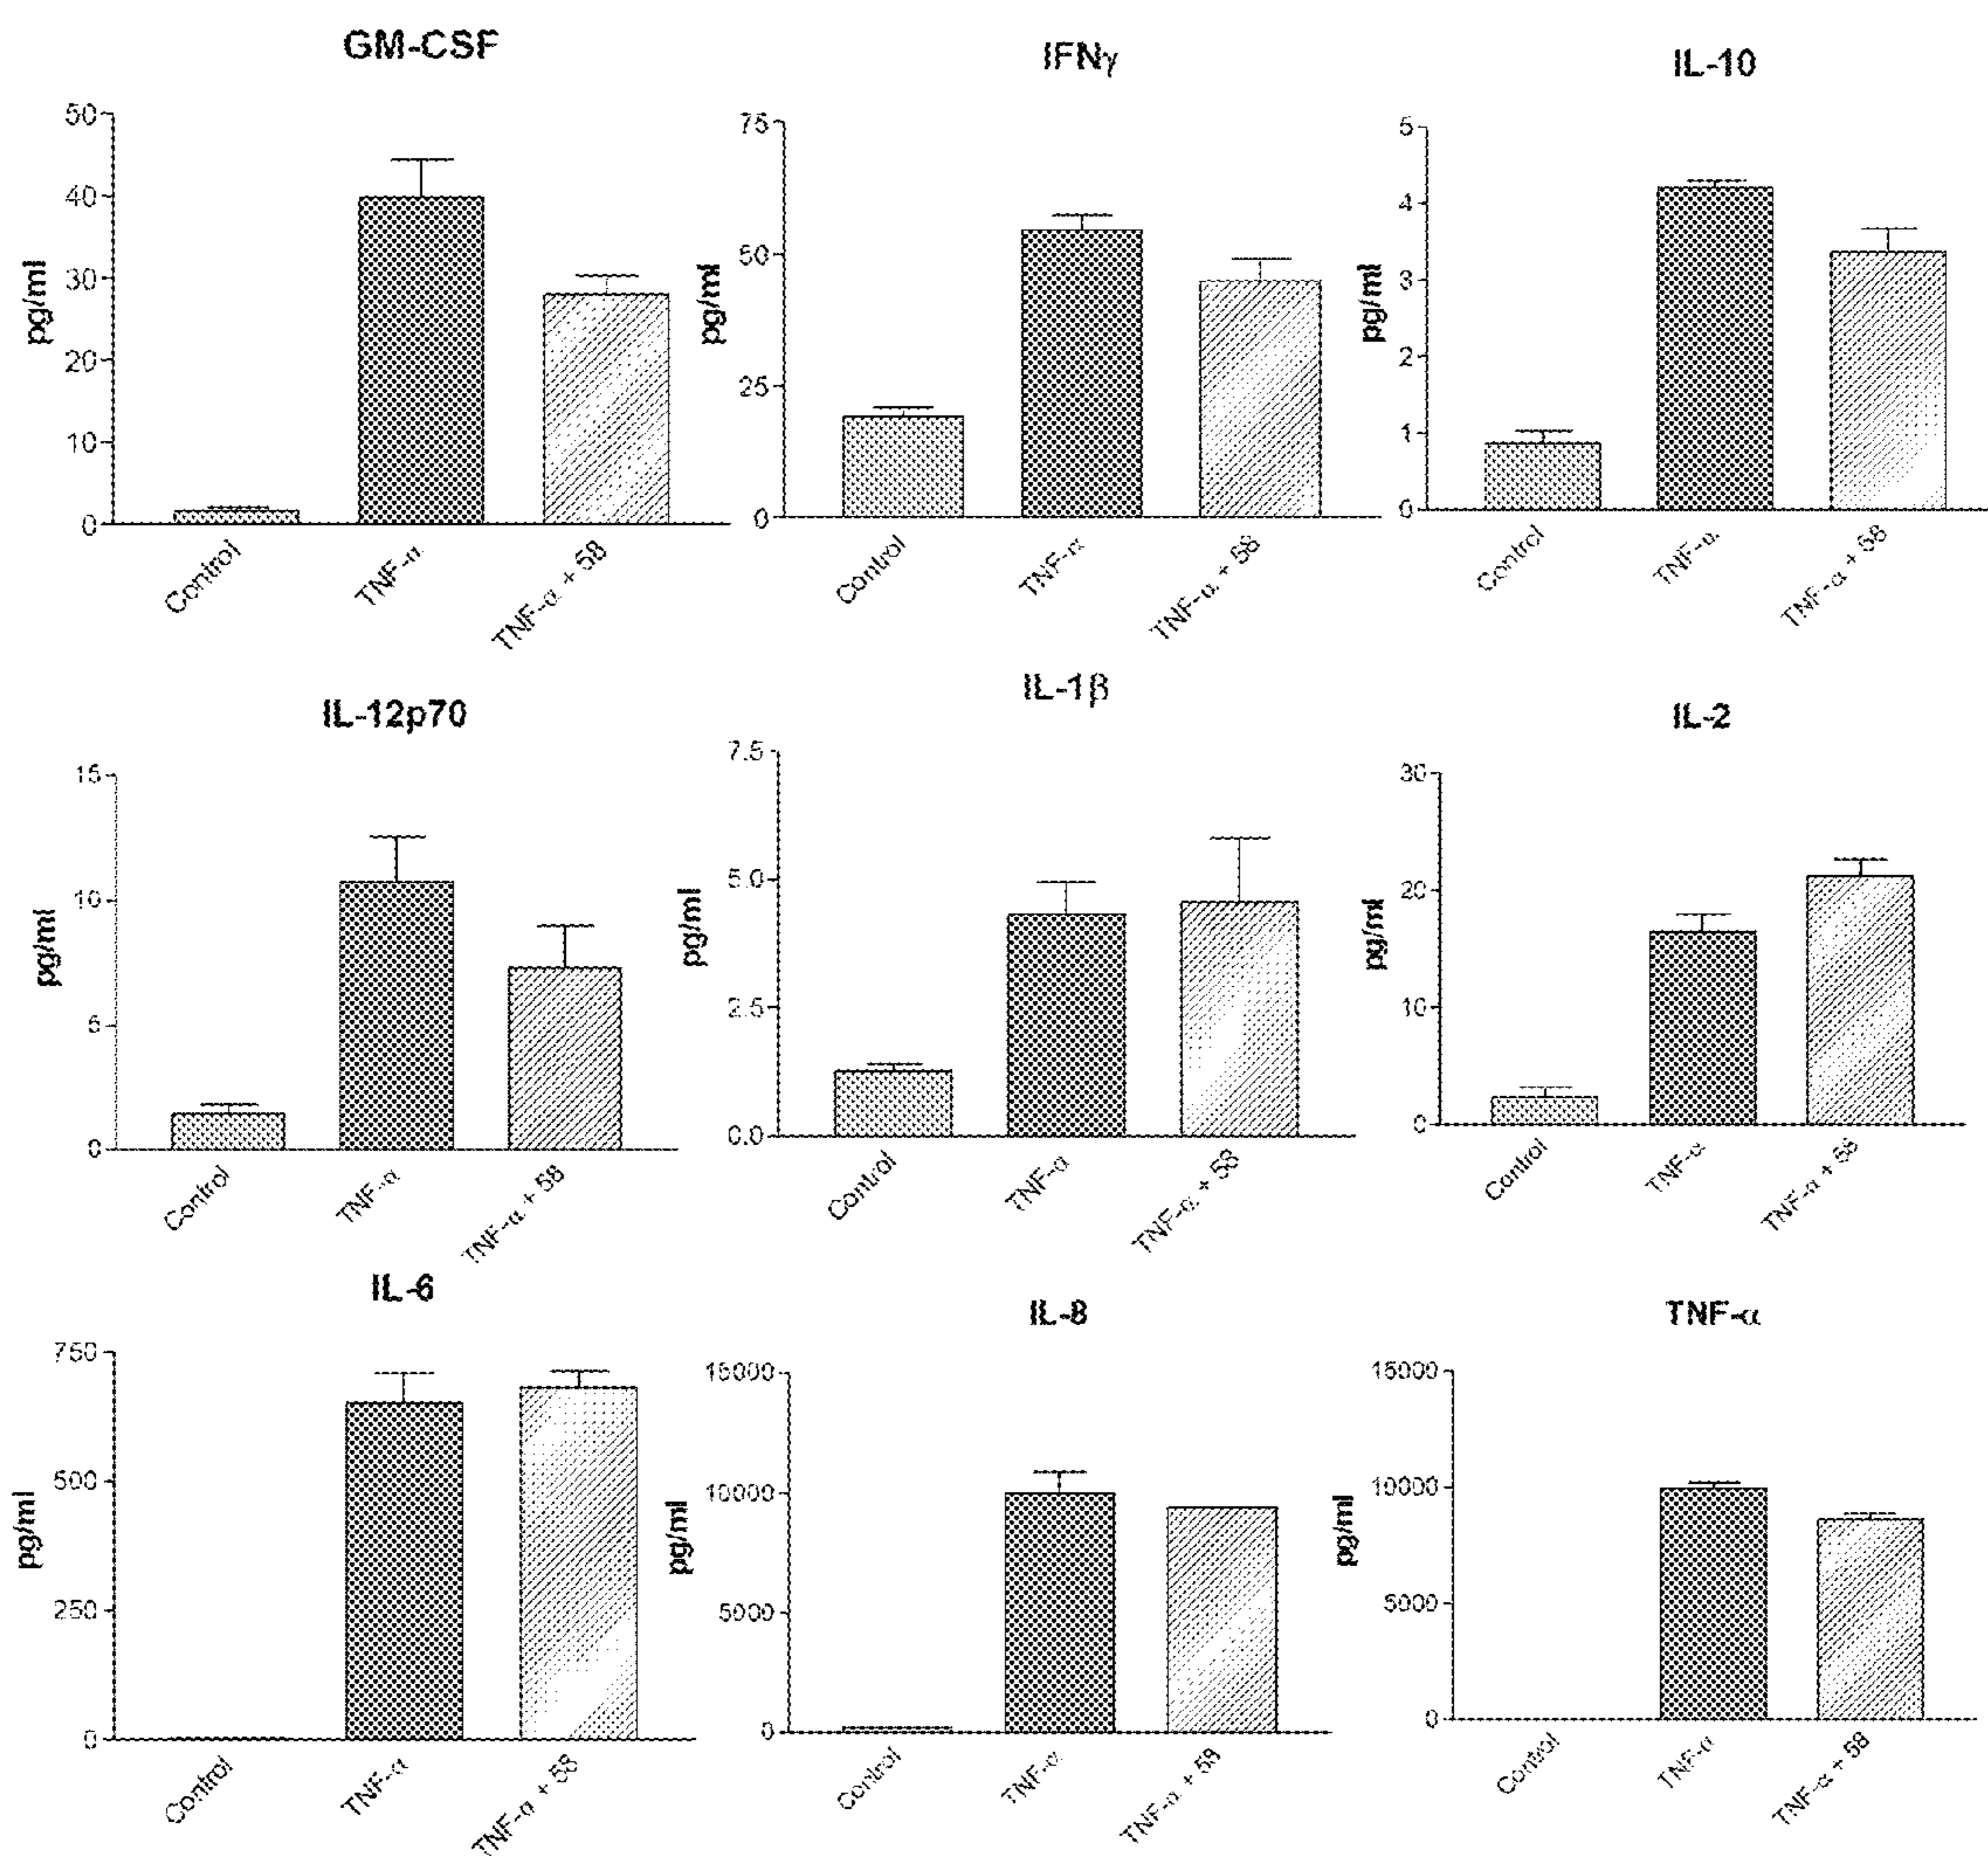 GM-CSF
pg/ml
50
40
30
20
10
0
Control
TNF-α
TNF-α + 58
IFNγ
pg/ml
75
50
25
0
Control
TNF-α
TNF-α + 58
IL-10
pg/ml
5
4
3
2
1
0
Control
TNF-α
TNF-α + 58
IL-12p70
pg/ml
15
10
5
0
Control
TNF-α
TNF-α + 58
IL-1β
pg/ml
7.5
5.0
2.5
0.0
Control
TNF-α
TNF-α + 58
IL-2
pg/ml
30
20
10
0
Control
TNF-α
TNF-α + 58
IL-6
pg/ml
750
500
250
0
Control
TNF-α
TNF-α + 58
IL-8
pg/ml
15000
10000
5000
0
Control
TNF-α
TNF-α + 58
TNF-α
pg/ml
15000
10000
5000
0
Control
TNF-α
TNF-α + 58